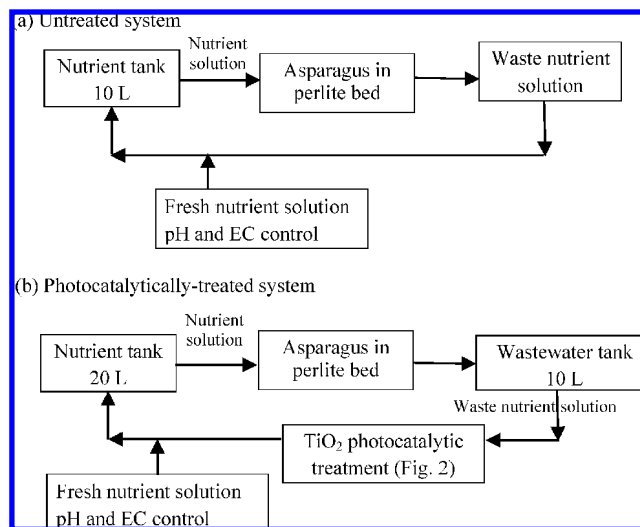 (a) Untreated system
Nutrient tank
10 L
Nutrient
solution
Asparagus in
perlite bed
Waste nutrient
solution
Fresh nutrient solution
pH and EC control
(b) Photocatalytically-treated system
Nutrient tank
20 L
Nutrient
solution
Asparagus in
perlite bed
Wastewater tank
10 L
Waste nutrient solution
TiO₂ photocatalytic
treatment (Fig. 2)
Fresh nutrient solution
pH and EC control